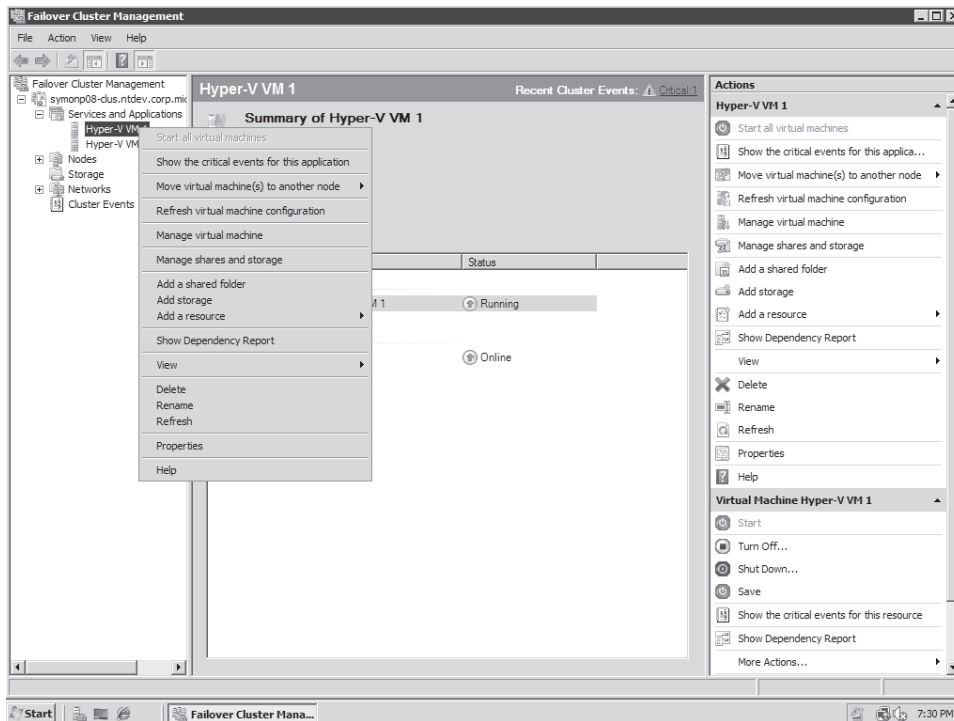 Failover Cluster Management
File Action View Help
Failover Cluster Management
symonp08-clus.ntdev.corp.mic
Services and Applications
Hyper-V VM 1
Hyper-V VM
Nodes
Storage
Networks
Cluster Events
Hyper-V VM 1
Recent Cluster Events: Critical:1
Summary of Hyper-V VM 1
Status
VM 1 Running
Online
Start all virtual machines
Show the critical events for this application
Move virtual machine(s) to another node
Refresh virtual machine configuration
Manage virtual machine
Manage shares and storage
Add a shared folder
Add storage
Add a resource
Show Dependency Report
View
Delete
Rename
Refresh
Properties
Help
Actions
Hyper-V VM 1
Start all virtual machines
Show the critical events for this applica...
Move virtual machine(s) to another node
Refresh virtual machine configuration
Manage virtual machine
Manage shares and storage
Add a shared folder
Add storage
Add a resource
Show Dependency Report
View
Delete
Rename
Refresh
Properties
Help
Virtual Machine Hyper-V VM 1
Start
Turn Off...
Shut Down...
Save
Show the critical events for this resource
Show Dependency Report
More Actions...
Start
Failover Cluster Mana...
7:30 PM